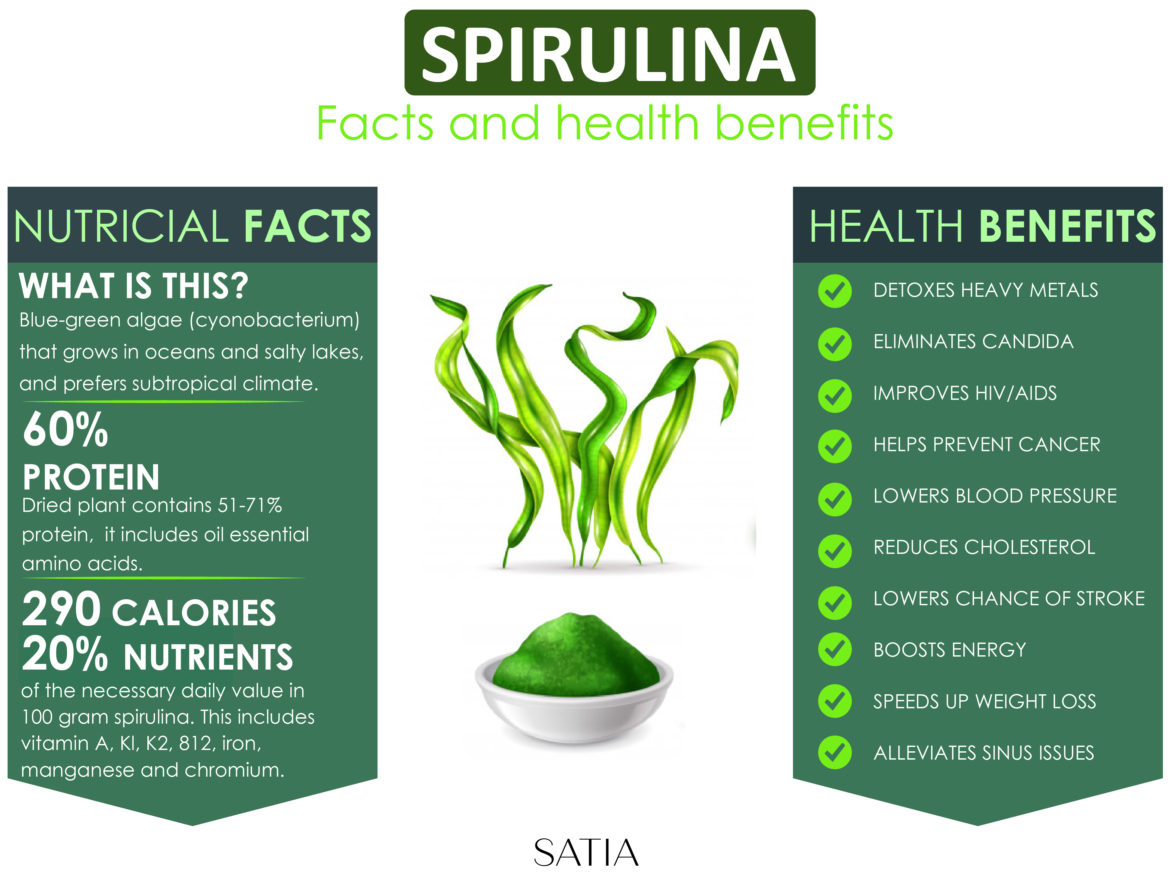 SPIRULINA
Facts and health benefits
NUTRICIAL FACTS
WHAT IS THIS?
Blue-green algae (cyonobacterium)
that grows in oceans and salty lakes,
and prefers subtropical climate.
60%
PROTEIN
Dried plant contains 51-71%
protein, it includes oil essential
amino acids.
290 CALORIES
20% NUTRIENTS
of the necessary daily value in
100 gram spirulina. This includes
vitamin A, Kl, K2, 812, iron,
manganese and chromium.
HEALTH BENEFITS
DETOXES HEAVY METALS
ELIMINATES CANDIDA
IMPROVES HIV/AIDS
HELPS PREVENT CANCER
LOWERS BLOOD PRESSURE
REDUCES CHOLESTEROL
LOWERS CHANCE OF STROKE
BOOSTS ENERGY
SPEEDS UP WEIGHT LOSS
ALLEVIATES SINUS ISSUES
SATIA